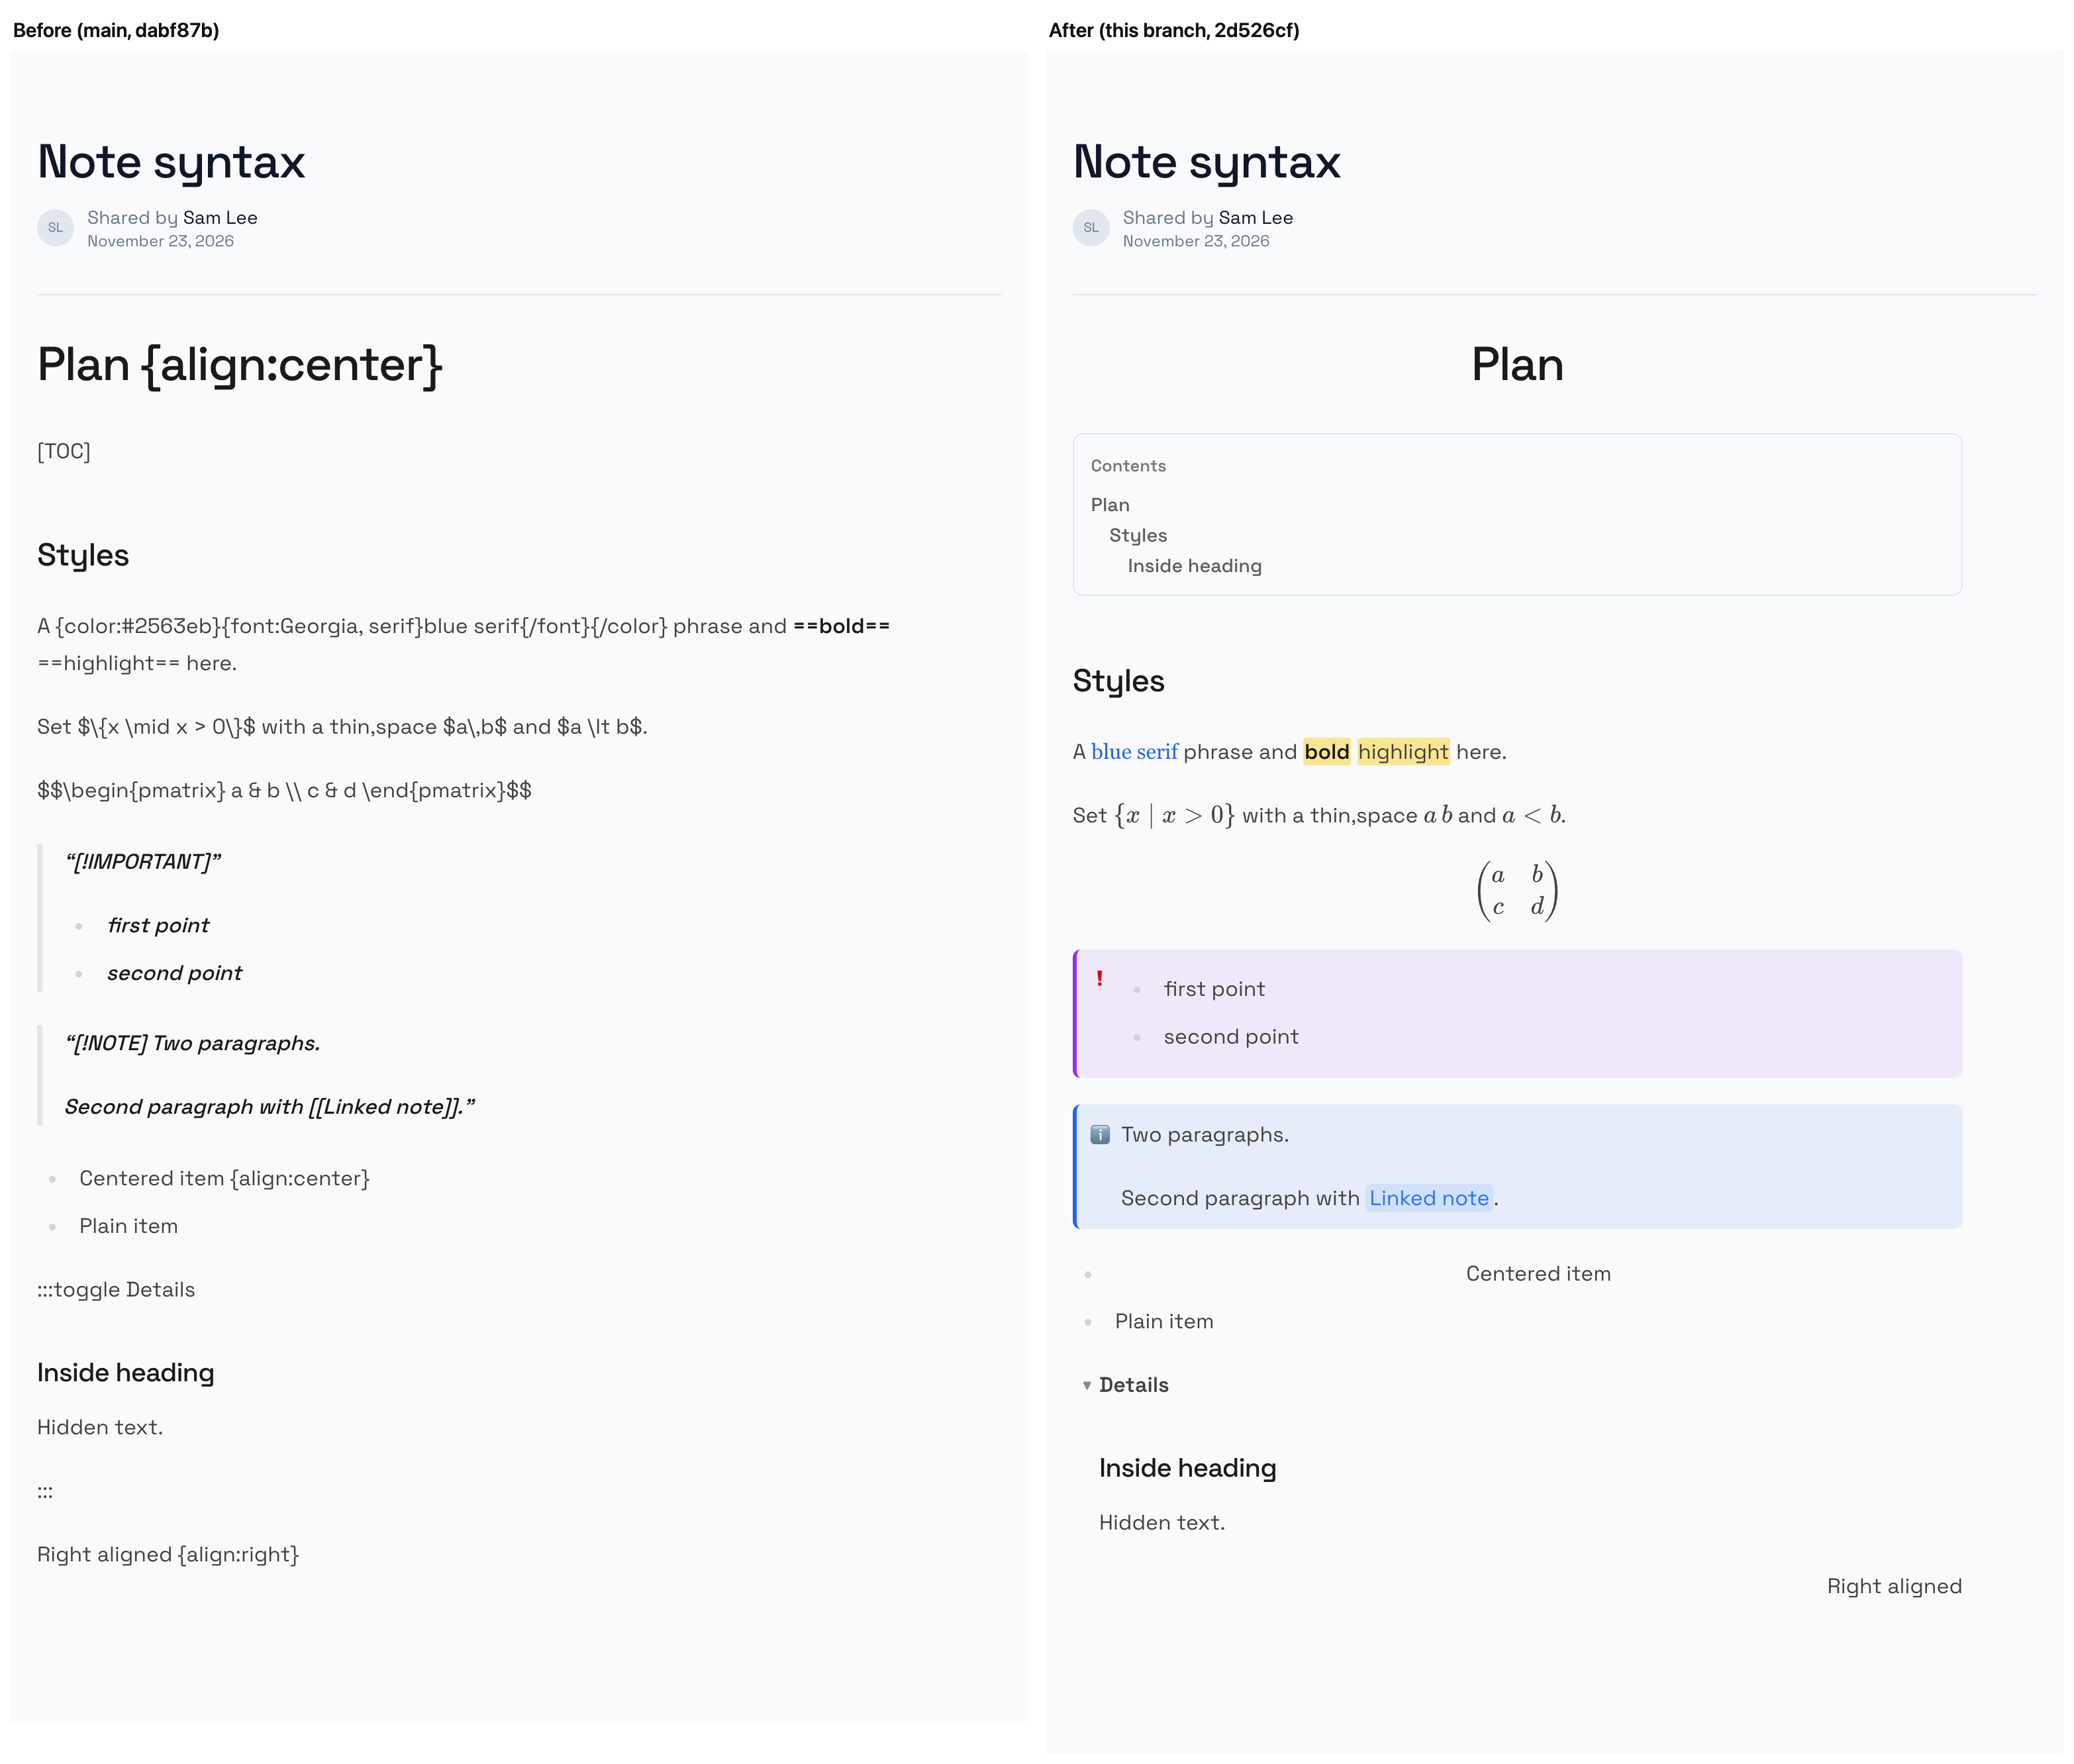 Before (main, dabf87b)
Note syntax
SL
Shared by Sam Lee
November 23, 2026
Plan {align:center}
[TOC]
Styles
A {color:#2563eb}{font:Georgia, serif}blue serif{/font}{/color} phrase and ==bold==
==highlight== here.
Set $\{x \mid x > 0\}$ with a thin,space $a\,b$ and $a \lt b$.
$$\begin{pmatrix} a & b \\ c & d \end{pmatrix}$$
“[!IMPORTANT]”
first point
second point
“[!NOTE] Two paragraphs.
Second paragraph with [[Linked note]].”
Centered item {align:center}
Plain item
:::toggle Details
Inside heading
Hidden text.
:::
Right aligned {align:right}
After (this branch, 2d526cf)
Note syntax
SL
Shared by Sam Lee
November 23, 2026
Plan
Contents
Plan
Styles
Inside heading
Styles
A blue serif phrase and bold highlight here.
Set {x | x > 0} with a thin,space a b and a < b.
a b
c d
❗
first point
second point
ℹ️ Two paragraphs.
Second paragraph with Linked note.
Centered item
Plain item
▾ Details
Inside heading
Hidden text.
Right aligned